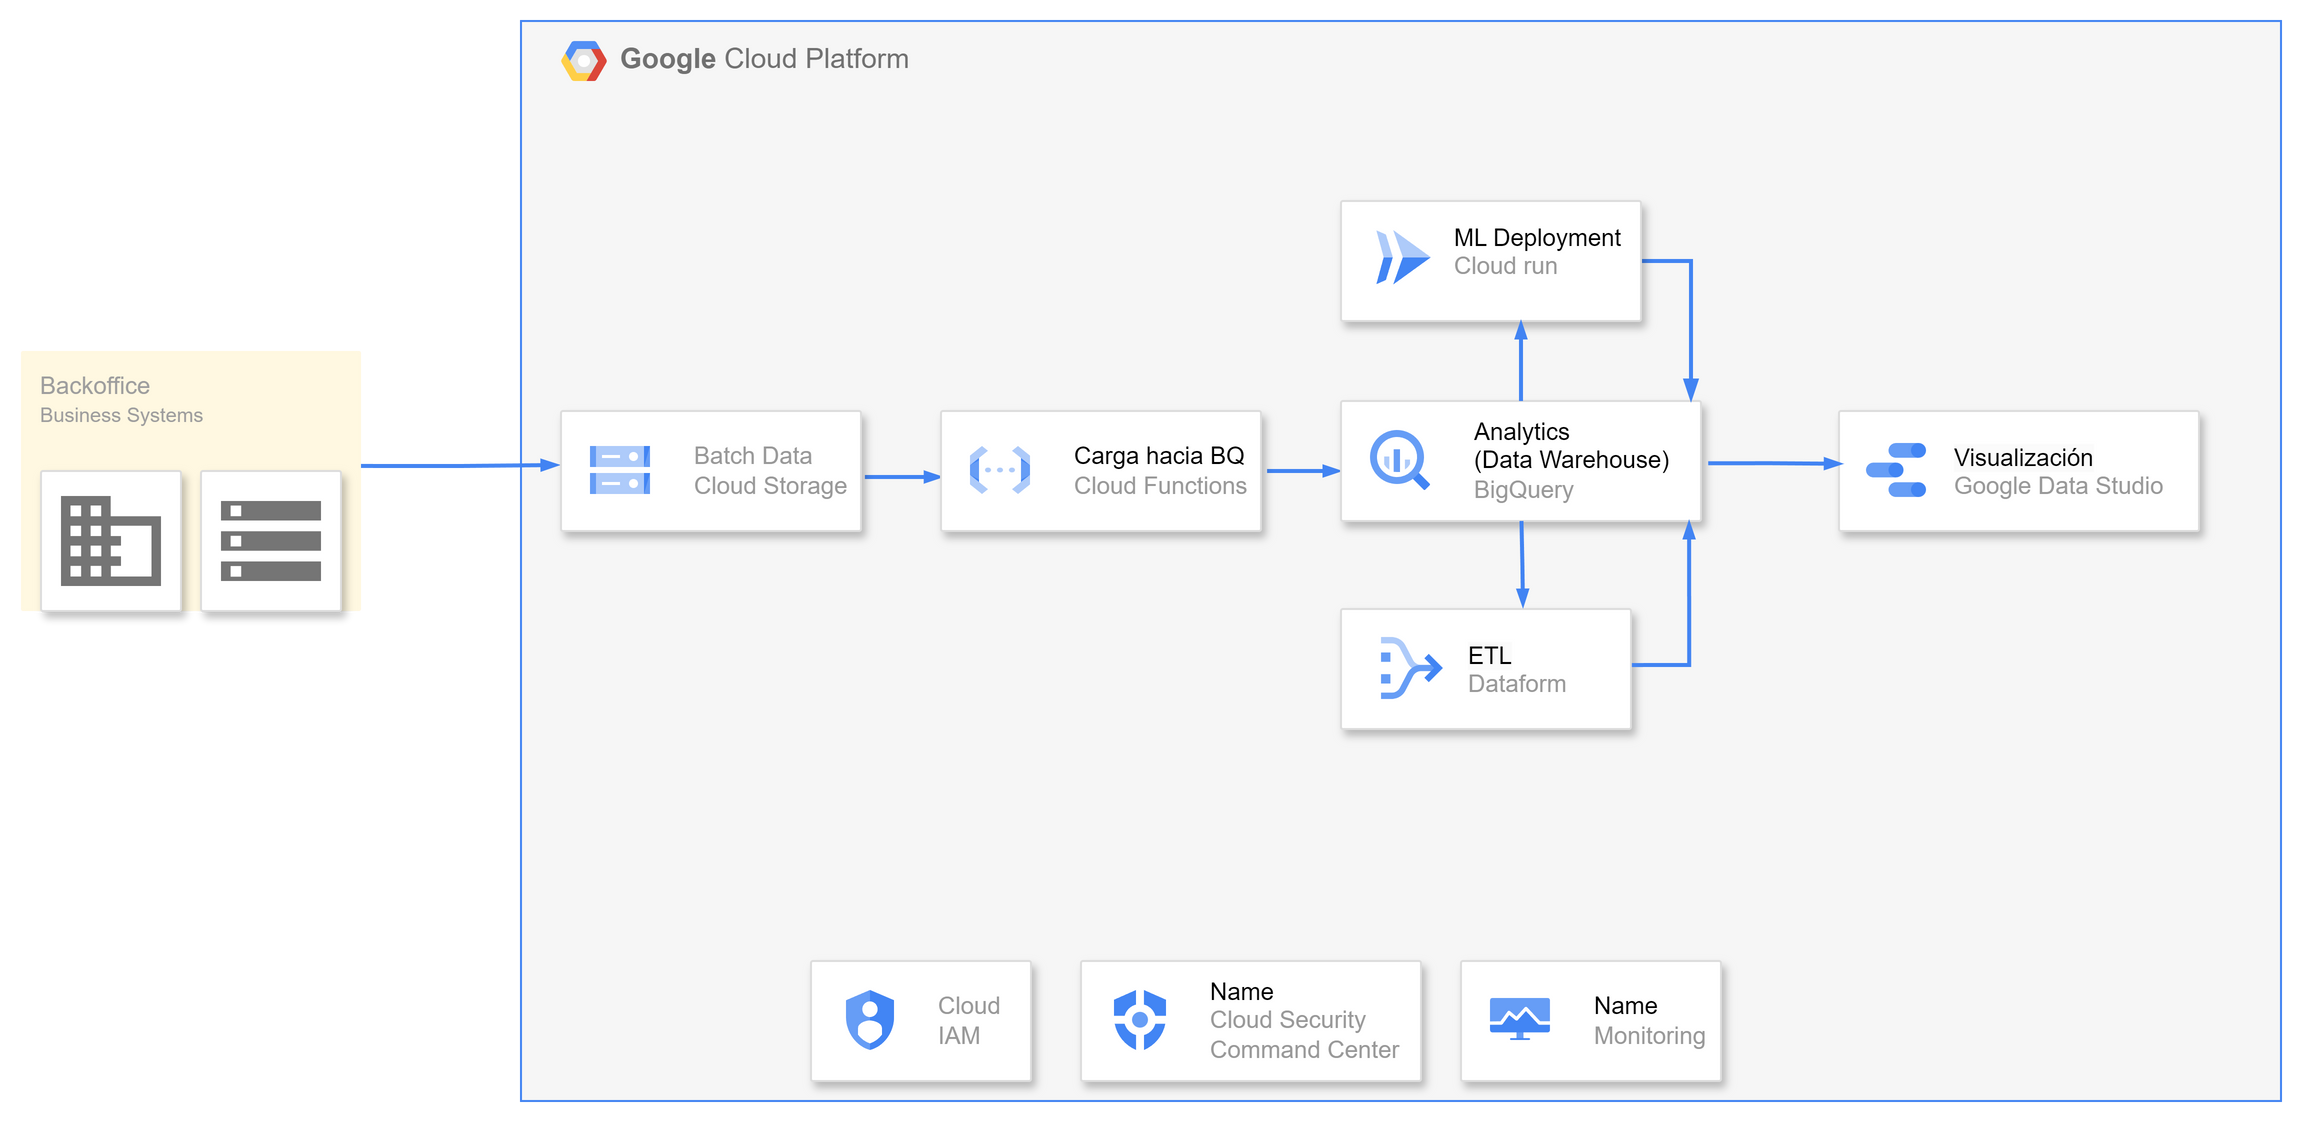 Google Cloud Platform
ML Deployment
Cloud run
Backoffice
Business Systems
Batch Data
Cloud Storage
Carga hacia BQ
Cloud Functions
Analytics
(Data Warehouse)
BigQuery
Visualización
Google Data Studio
ETL
Dataform
Cloud
IAM
Name
Cloud Security
Command Center
Name
Monitoring